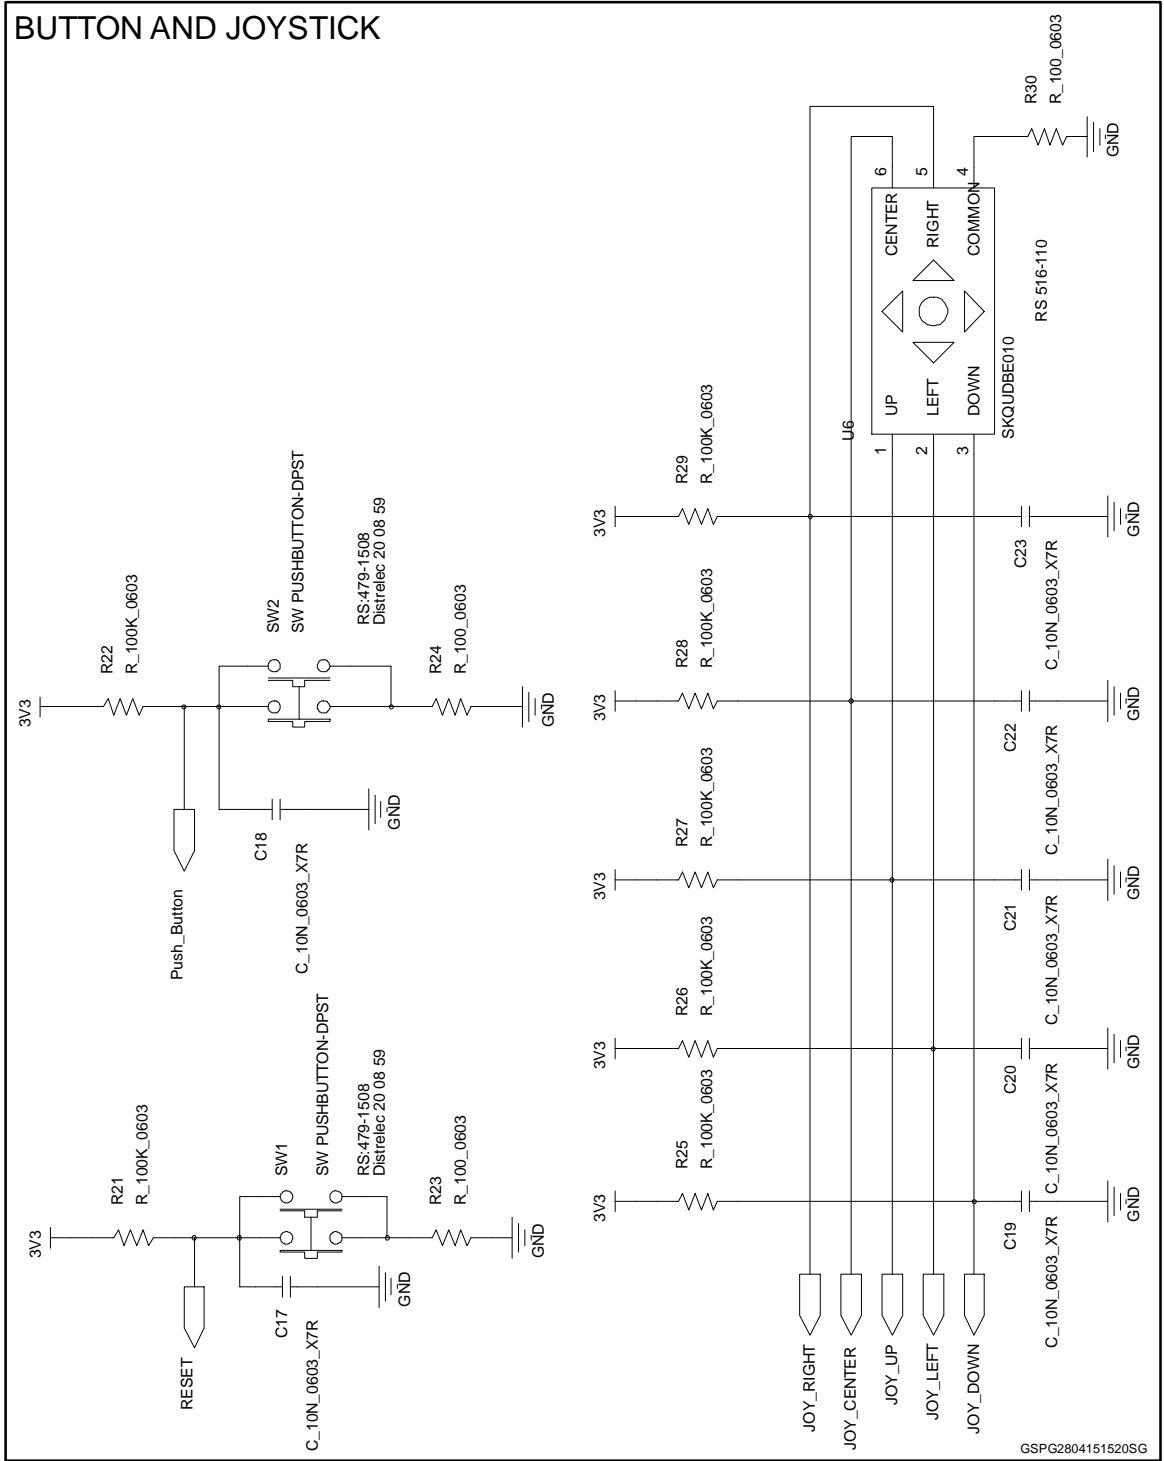 BUTTON AND JOYSTICK
R30
R_100_0603
GND
6
5
4
CENTER
RIGHT
COMMON
RS 516-110
UP
LEFT
DOWN
SKQUDBE010
U6
1
2
3
3V3
R29
R_100K_0603
C23
C_10N_0603_X7R
GND
3V3
R28
R_100K_0603
C22
C_10N_0603_X7R
GND
3V3
R27
R_100K_0603
C21
C_10N_0603_X7R
GND
3V3
R26
R_100K_0603
C20
C_10N_0603_X7R
GND
3V3
R25
R_100K_0603
C19
C_10N_0603_X7R
GND
JOY_RIGHT
JOY_CENTER
JOY_UP
JOY_LEFT
JOY_DOWN
3V3
R22
R_100K_0603
SW2
SW PUSHBUTTON-DPST
RS:479-1508
Distrelec 20 08 59
R24
R_100_0603
GND
C18
C_10N_0603_X7R
GND
Push_Button
3V3
R21
R_100K_0603
SW1
SW PUSHBUTTON-DPST
RS:479-1508
Distrelec 20 08 59
R23
R_100_0603
GND
C17
C_10N_0603_X7R
GND
RESET
GSPG2804151520SG